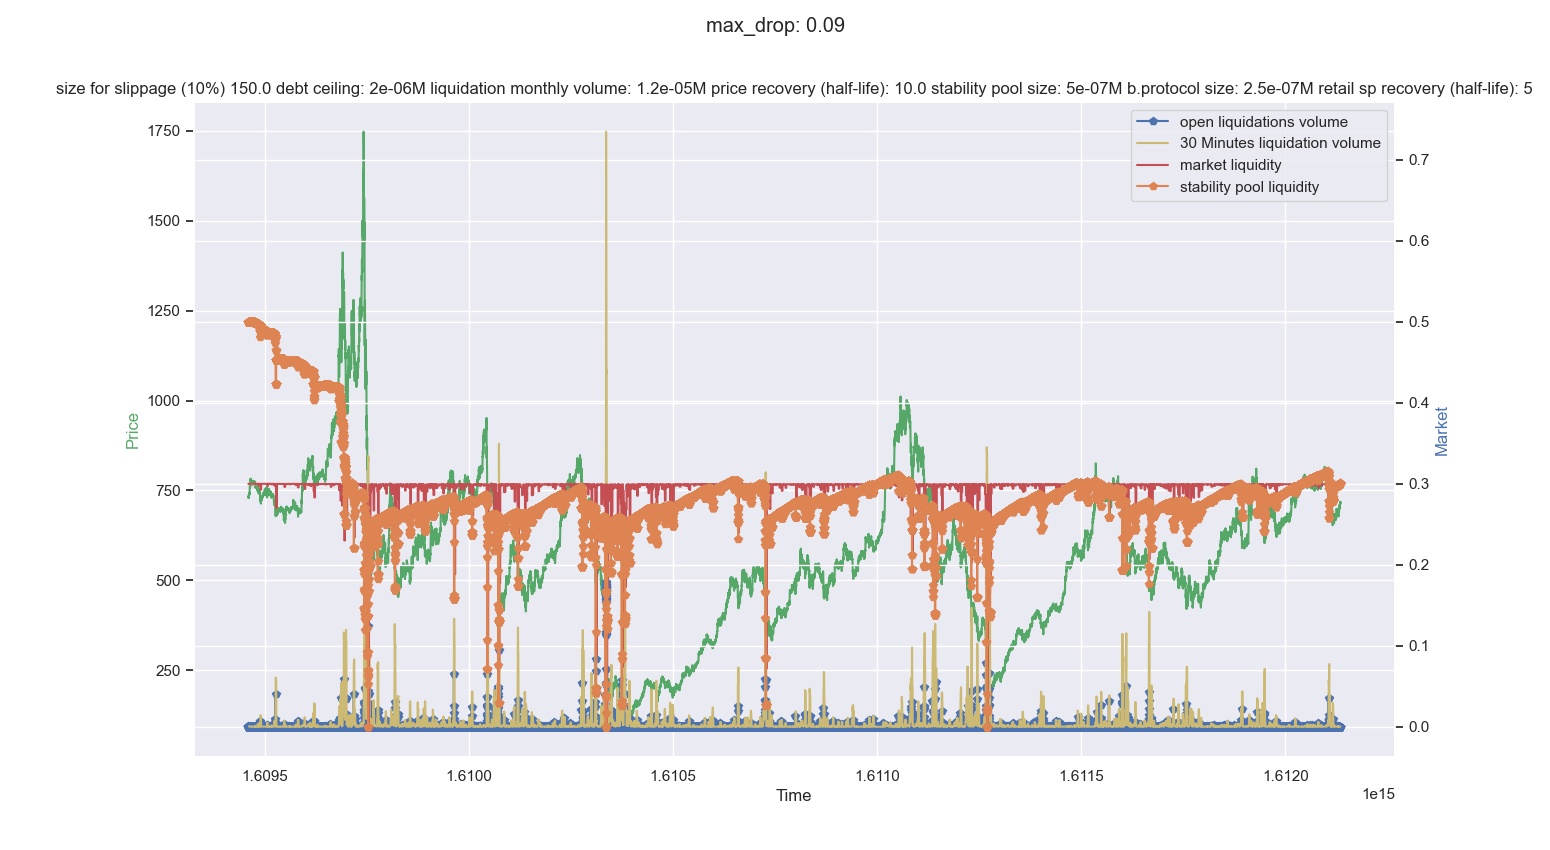 max_drop: 0.09
size for slippage (10%) 150.0 debt ceiling: 2e-06M liquidation monthly volume: 1.2e-05M price recovery (half-life): 10.0 stability pool size: 5e-07M b.protocol size: 2.5e-07M retail sp recovery (half-life): 5
open liquidations volume
30 Minutes liquidation volume
market liquidity
stability pool liquidity
1750
1500
1250
1000
750
500
250
Price
0.7
0.6
0.5
0.4
0.3
0.2
0.1
0.0
Market
1.6095
1.6100
1.6105
1.6110
1.6115
1.6120
1e15
Time